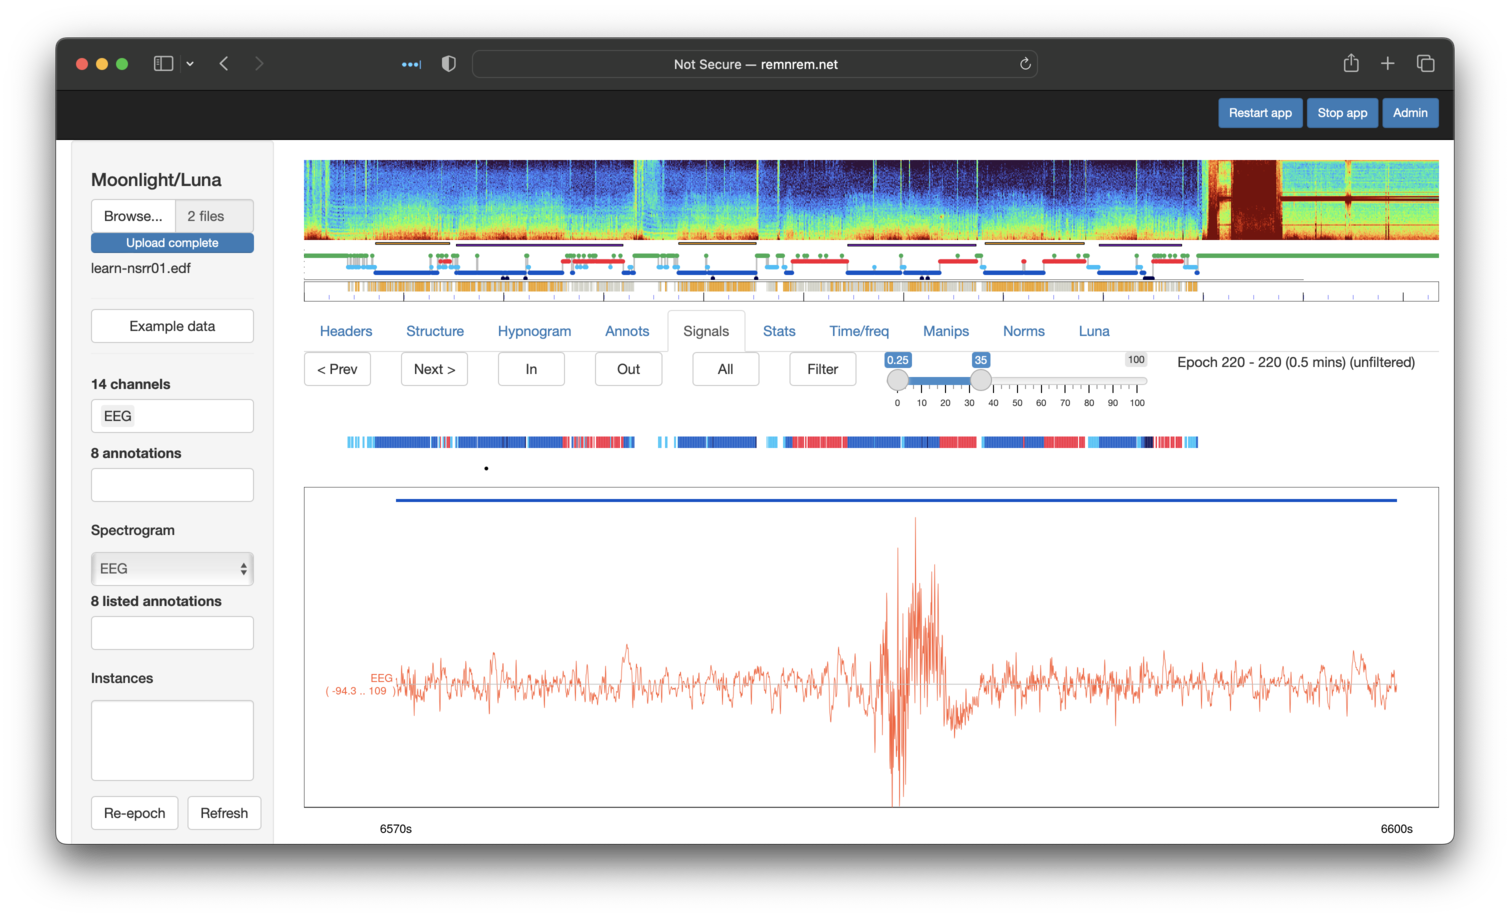 Not Secure — remnrem.net
Restart app
Stop app
Admin
Moonlight/Luna
Browse...
2 files
Upload complete
learn-nsrr01.edf
Example data
14 channels
EEG
8 annotations
Spectrogram
EEG
8 listed annotations
Instances
Re-epoch
Refresh
Headers
Structure
Hypnogram
Annots
Signals
Stats
Time/freq
Manips
Norms
Luna
< Prev
Next >
In
Out
All
Filter
0.25
35
100
0 10 20 30 40 50 60 70 80 90 100
Epoch 220 - 220 (0.5 mins) (unfiltered)
EEG
( -94.3 .. 109 )
6570s
6600s